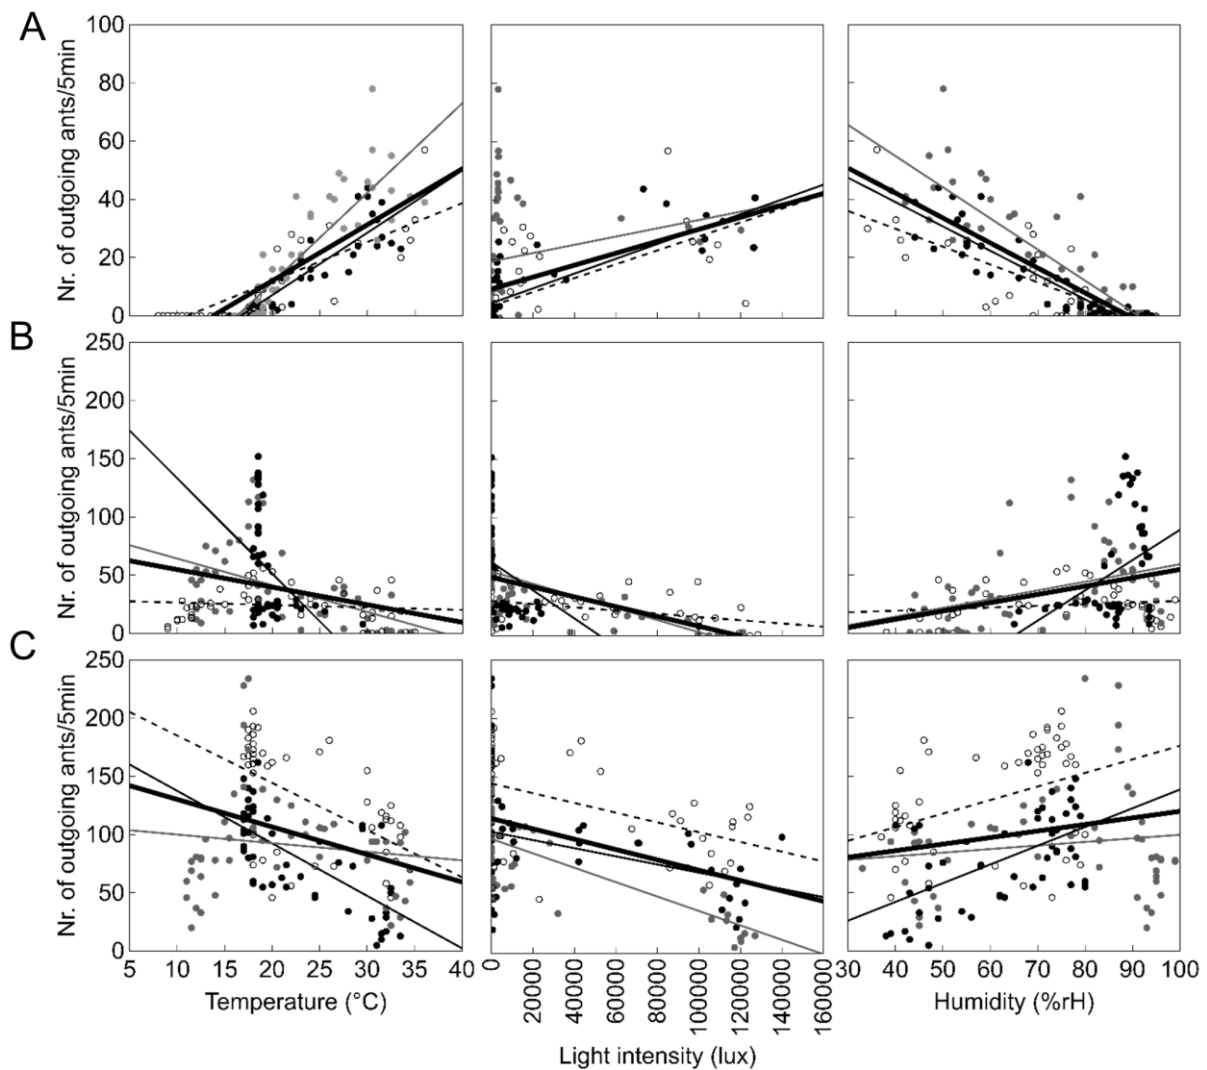 A
Nr. of outgoing ants/5min
100
80
60
40
20
0
B
Nr. of outgoing ants/5min
250
200
150
100
50
0
C
Nr. of outgoing ants/5min
250
200
150
100
50
0
5 10 15 20 25 30 35 40
Temperature (°C)
0 20000 40000 60000 80000 100000 120000 140000 160000
Light intensity (lux)
30 40 50 60 70 80 90 100
Humidity (%rH)